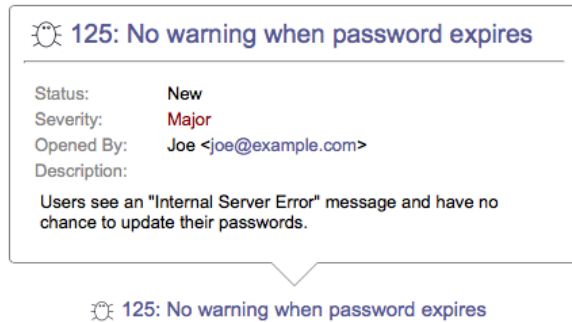 125: No warning when password expires
Status: New
Severity: Major
Opened By: Joe <joe@example.com>
Description:
Users see an "Internal Server Error" message and have no
chance to update their passwords.
125: No warning when password expires